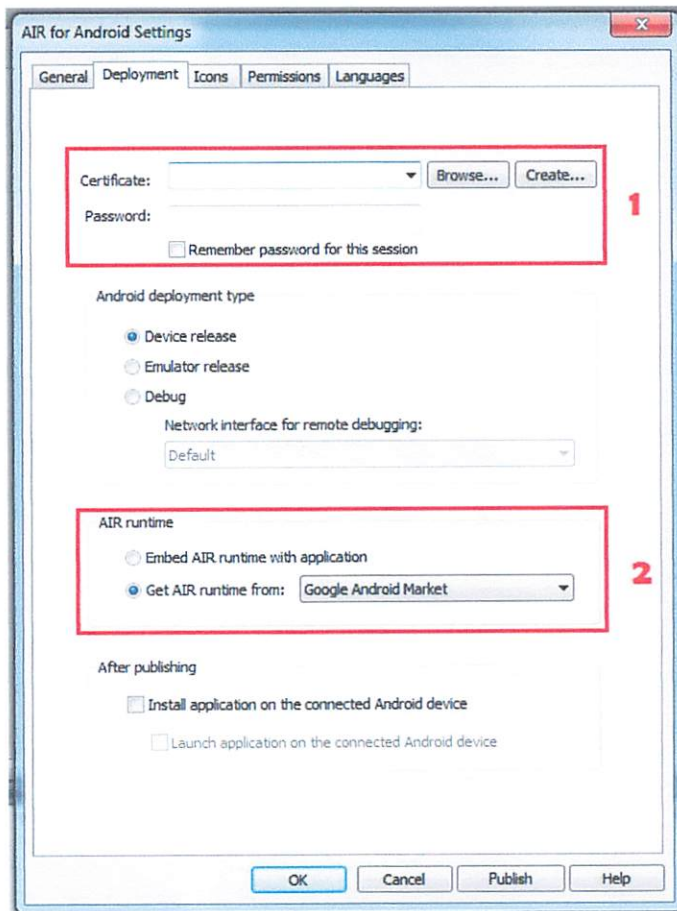 AIR for Android Settings
General Deployment Icons Permissions Languages
Certificate: Browse... Create...
1
Password:
Remember password for this session
Android deployment type
Device release
Emulator release
Debug
Network interface for remote debugging:
Default
AIR runtime
Embed AIR runtime with application
2
Get AIR runtime from: Google Android Market
After publishing
Install application on the connected Android device
Launch application on the connected Android device
OK Cancel Publish Help